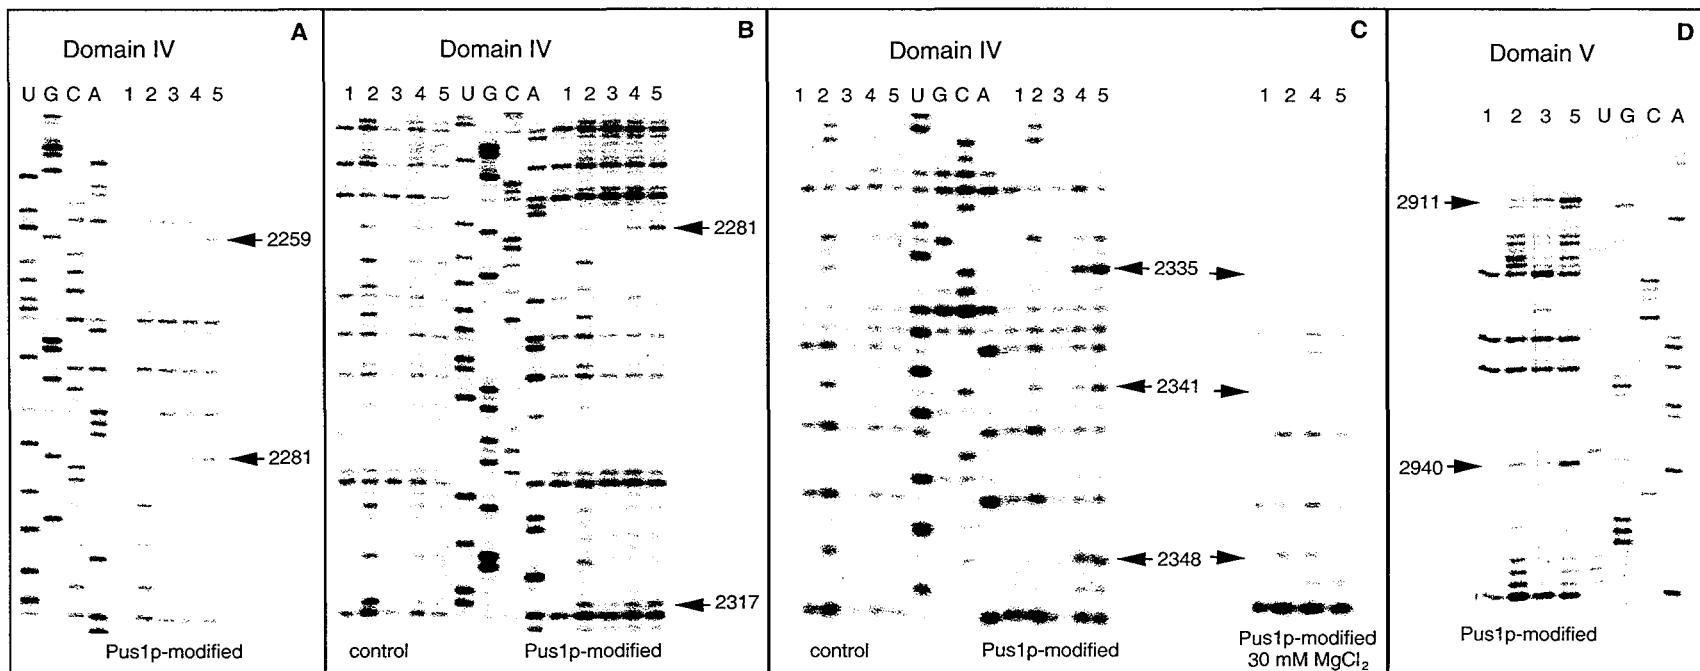 A
Domain IV
U G C A 1 2 3 4 5
2259
2281
Pus1p-modified
B
Domain IV
1 2 3 4 5 U G C A 1 2 3 4 5
2281
2317
control Pus1p-modified
C
Domain IV
1 2 3 4 5 U G C A 1 2 3 4 5 1 2 4 5
2335
2341
2348
control Pus1p-modified Pus1p-modified
30 mM MgCl2
D
Domain V
1 2 3 5 U G C A
2911
2940
Pus1p-modified